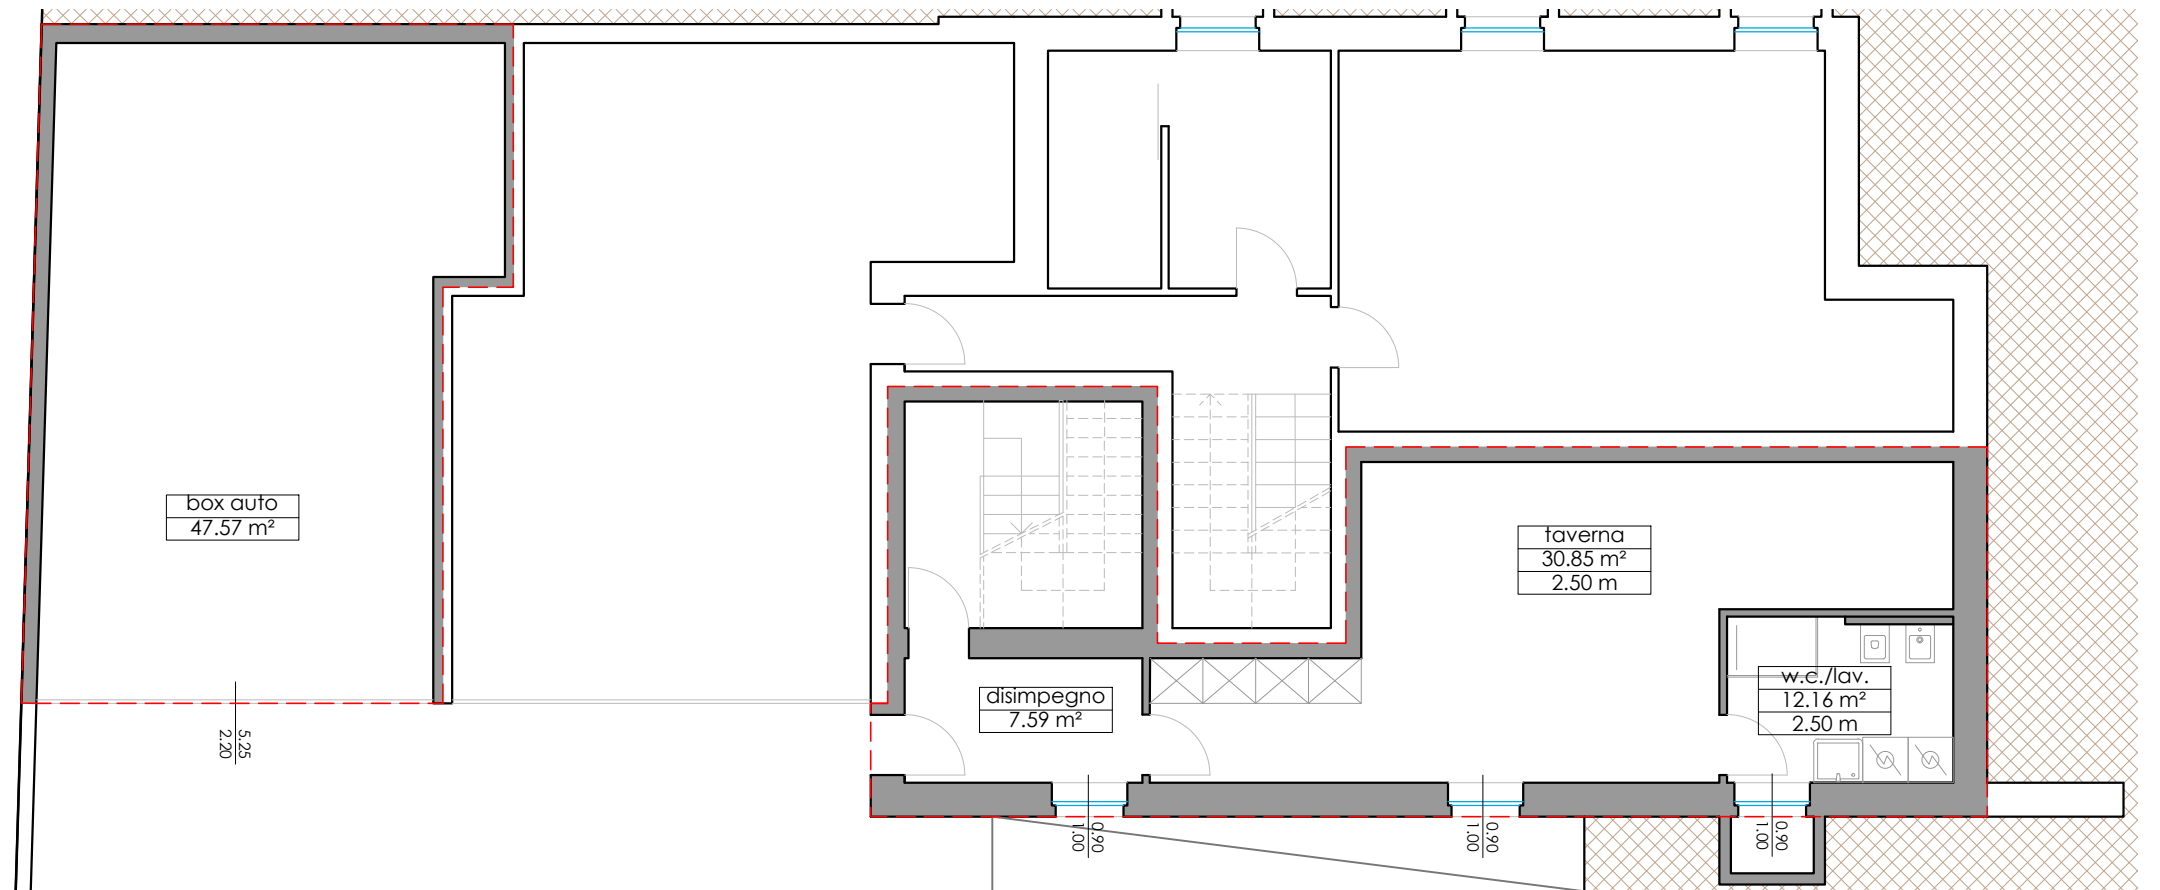 box auto
47.57 m²
taverna
30.85 m²
2.50 m
w.c./lav.
12.16 m²
2.50 m
disimpegno
7.59 m²
5.25
2.20
0.90
1.00
0.90
1.00
0.90
1.00